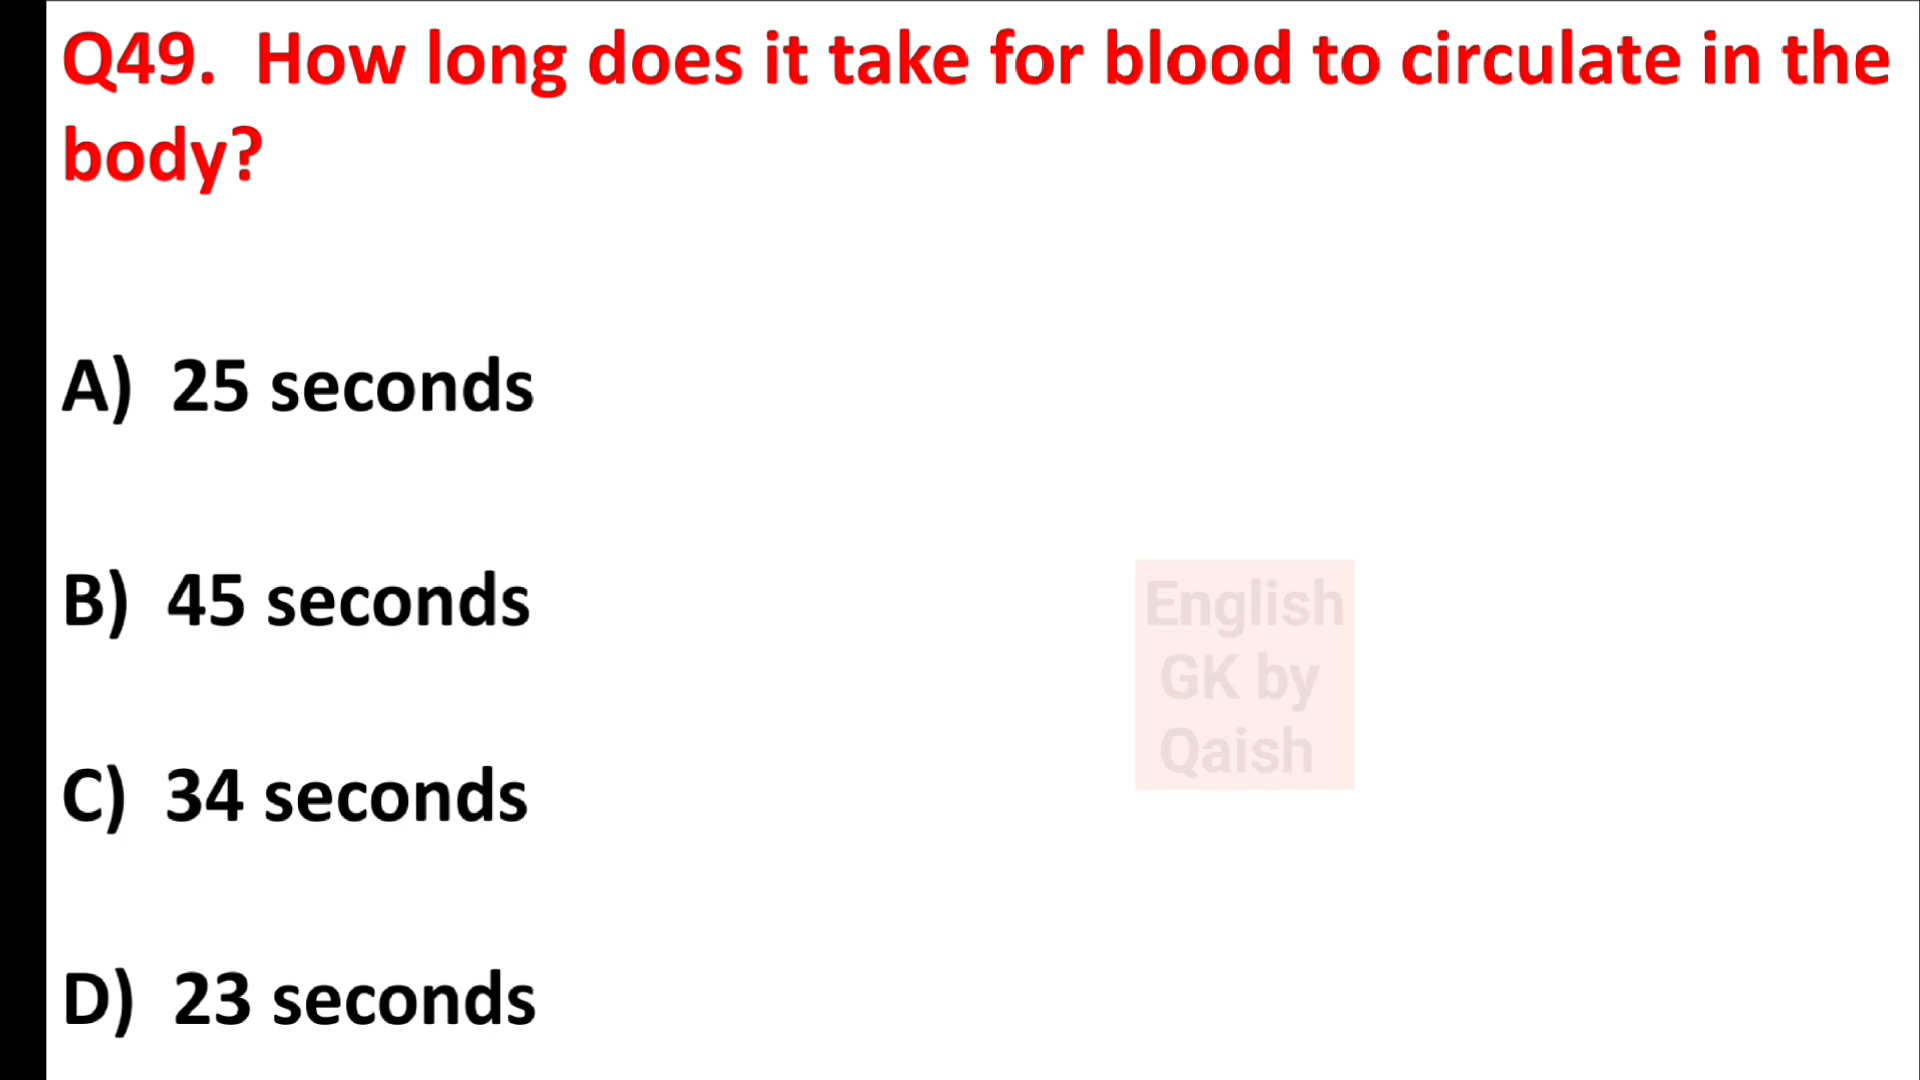 Q49. How long does it take for blood to circulate in the
body?
A) 25 seconds
B) 45 seconds
English
GK by
Qaish
C) 34 seconds
D) 23 seconds